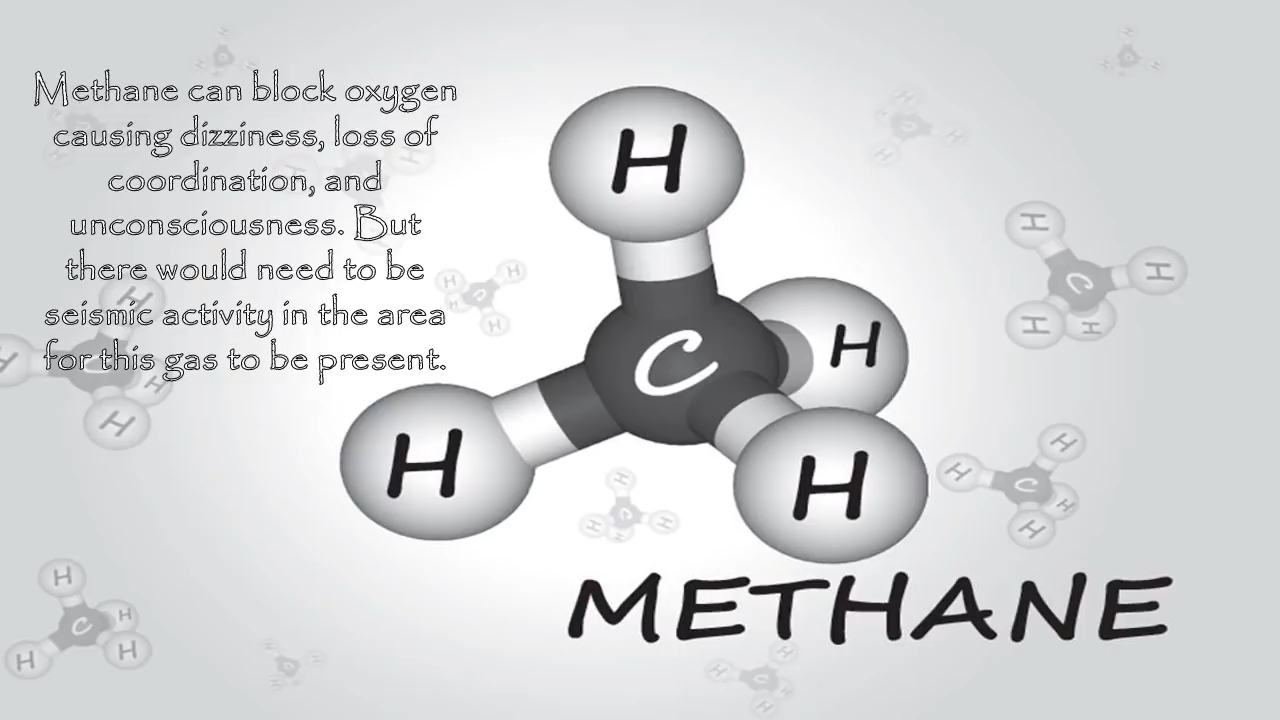 Methane can block oxygen
causing dizziness, loss of
coordination, and
unconsciousness. But
there would need to be
seismic activity in the area
for this gas to be present.
H
C
H
H
H
METHANE